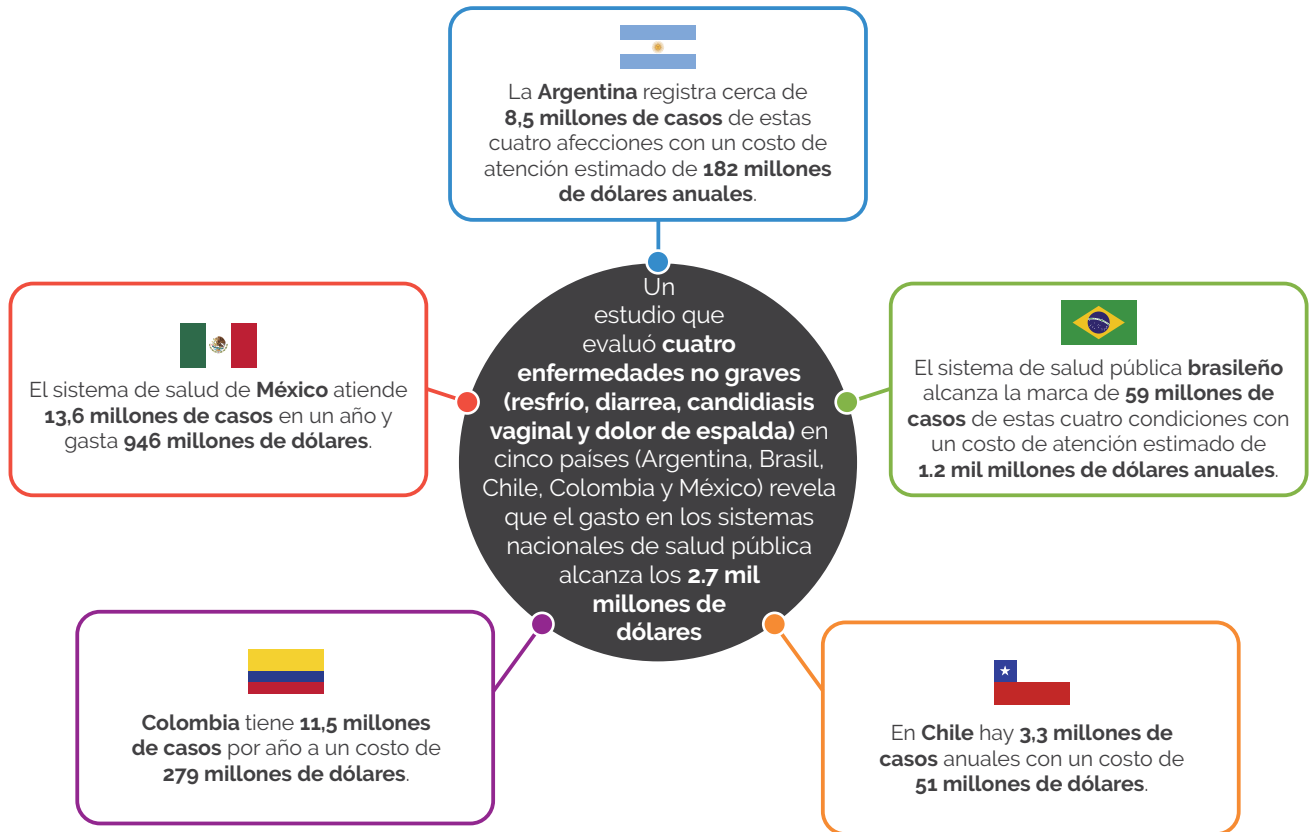 La Argentina registra cerca de
8,5 millones de casos de estas
cuatro afecciones con un costo de
atención estimado de 182 millones
de dólares anuales.
El sistema de salud de México atiende
13,6 millones de casos en un año y
gasta 946 millones de dólares.
Un
estudio que
evaluó cuatro
enfermedades no graves
(resfrío, diarrea, candidiasis
vaginal y dolor de espalda) en
cinco países (Argentina, Brasil,
Chile, Colombia y México) revela
que el gasto en los sistemas
nacionales de salud pública
alcanza los 2.7 mil
millones de
dólares
El sistema de salud pública brasileño
alcanza la marca de 59 millones de
casos de estas cuatro condiciones con
un costo de atención estimado de
1.2 mil millones de dólares anuales.
Colombia tiene 11,5 millones
de casos por año a un costo de
279 millones de dólares.
En Chile hay 3,3 millones de
casos anuales con un costo de
51 millones de dólares.